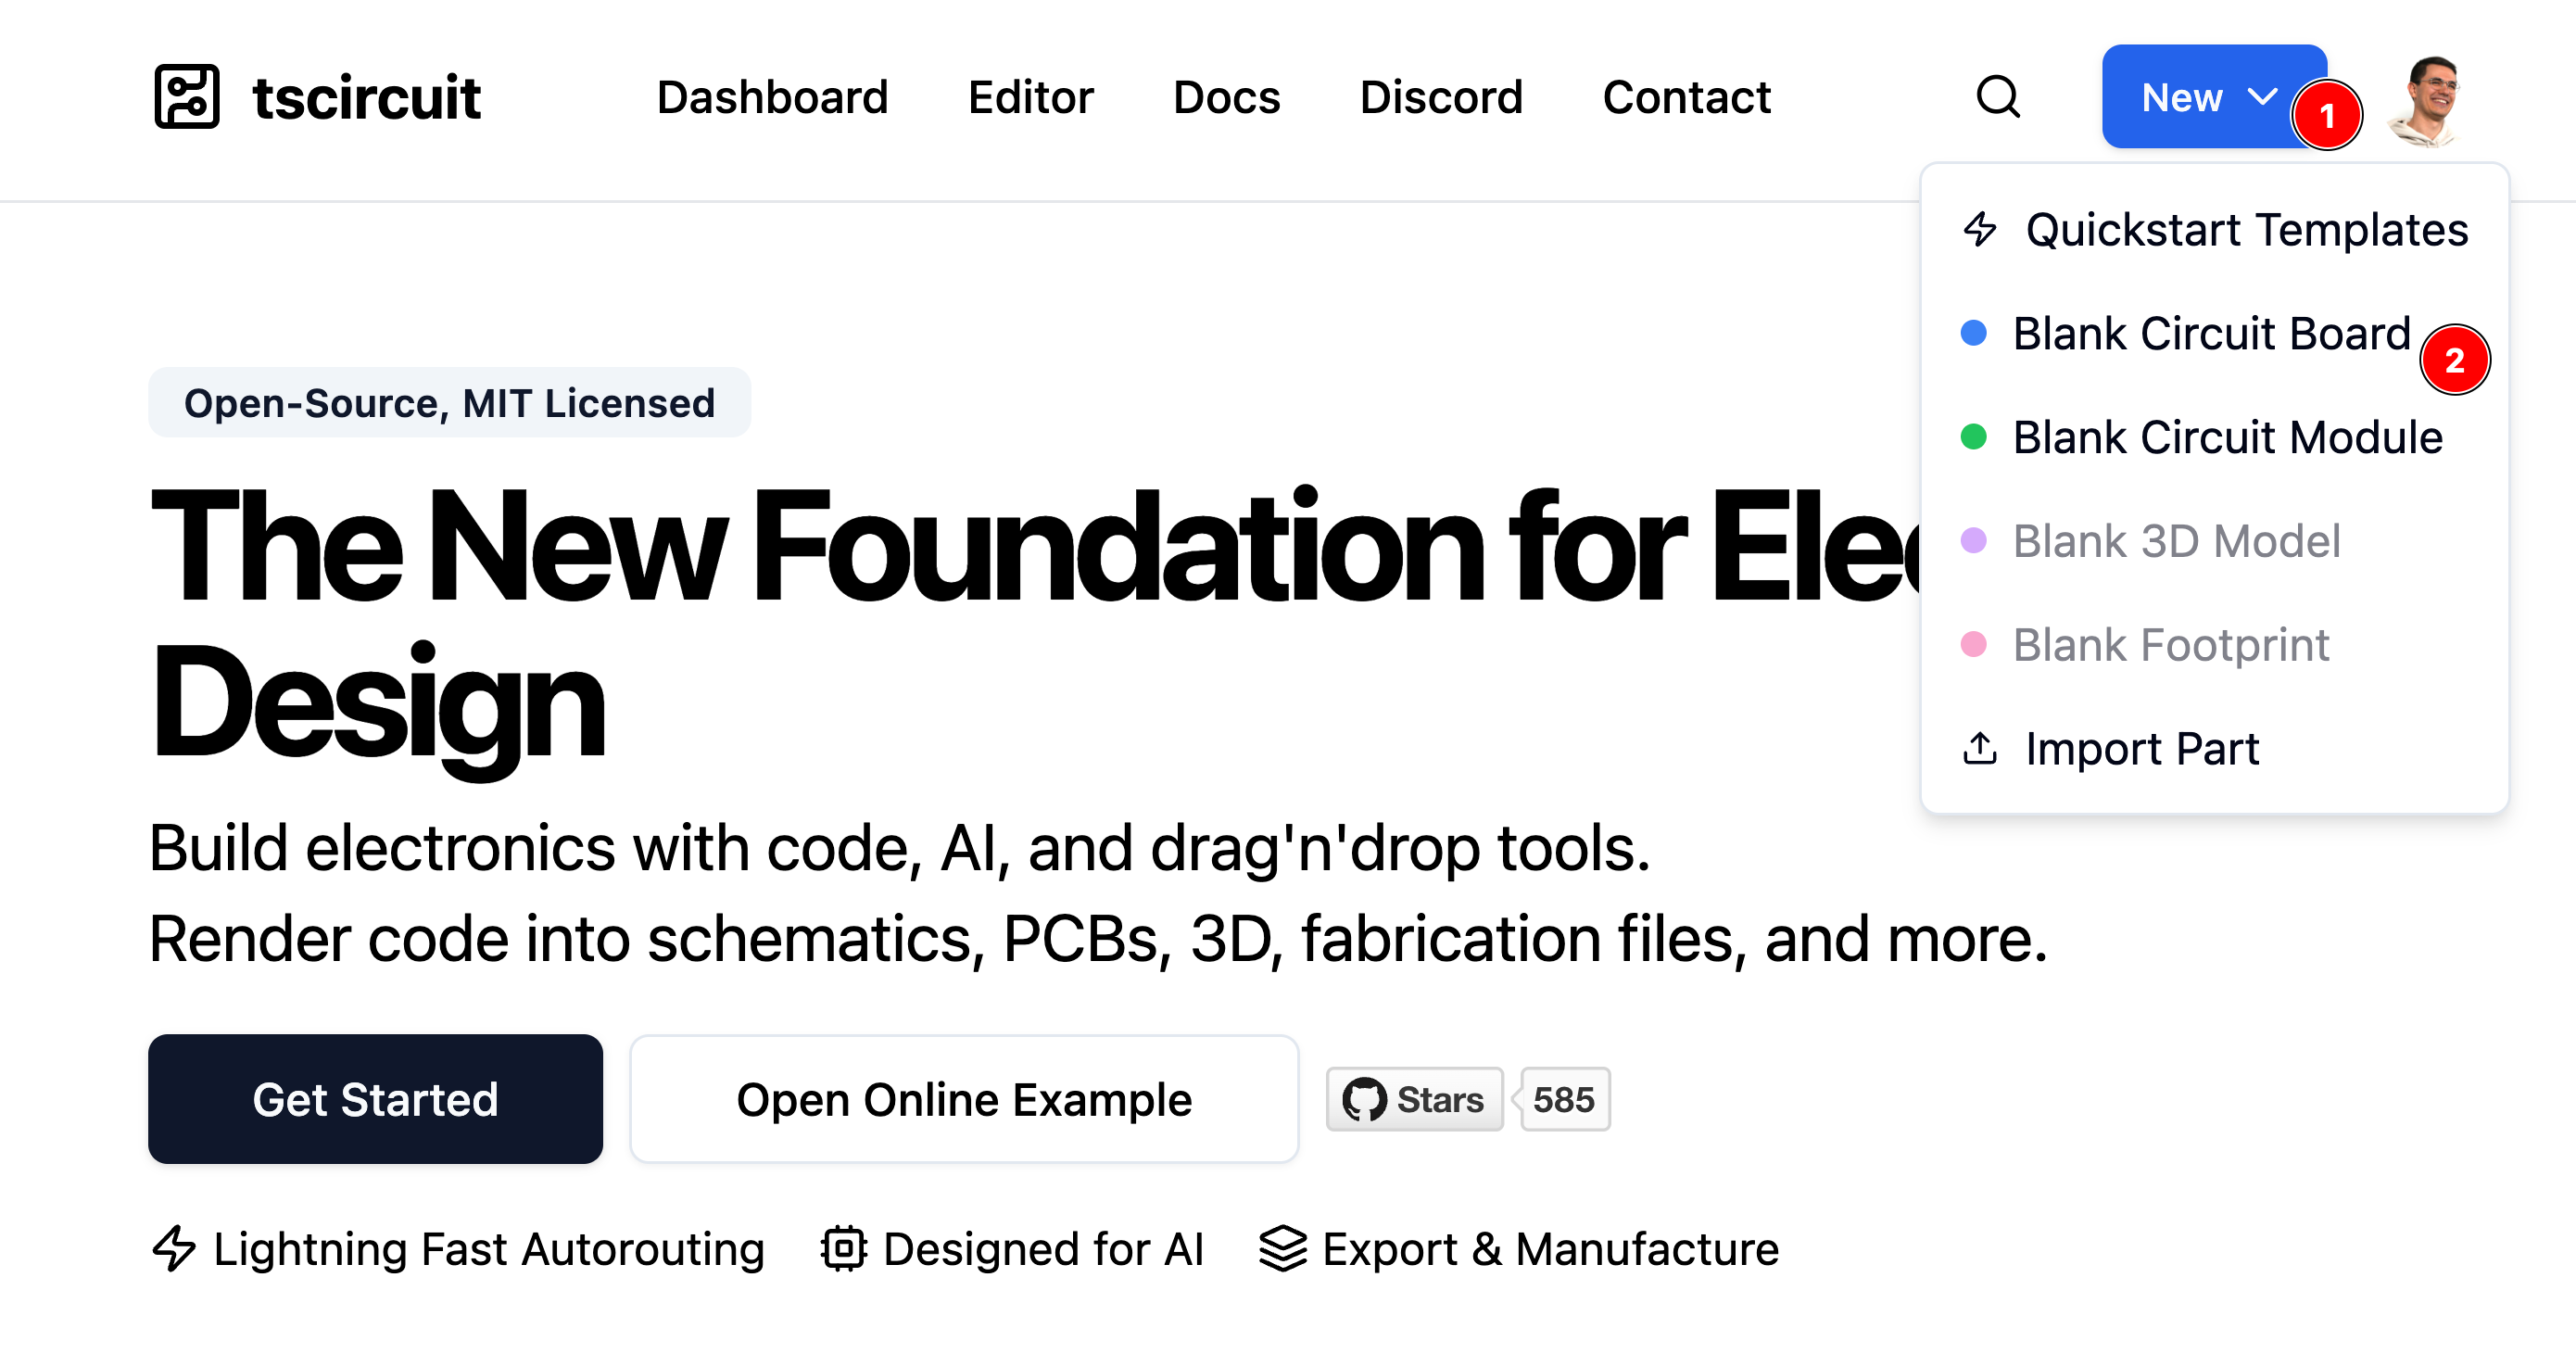 tscircuit
Dashboard
Editor
Docs
Discord
Contact
New
1
Quickstart Templates
Blank Circuit Board
2
Blank Circuit Module
Blank 3D Model
Blank Footprint
Import Part
Open-Source, MIT Licensed
The New Foundation for Elec
Design
Build electronics with code, AI, and drag'n'drop tools.
Render code into schematics, PCBs, 3D, fabrication files, and more.
Get Started
Open Online Example
Stars
585
Lightning Fast Autorouting
Designed for AI
Export & Manufacture